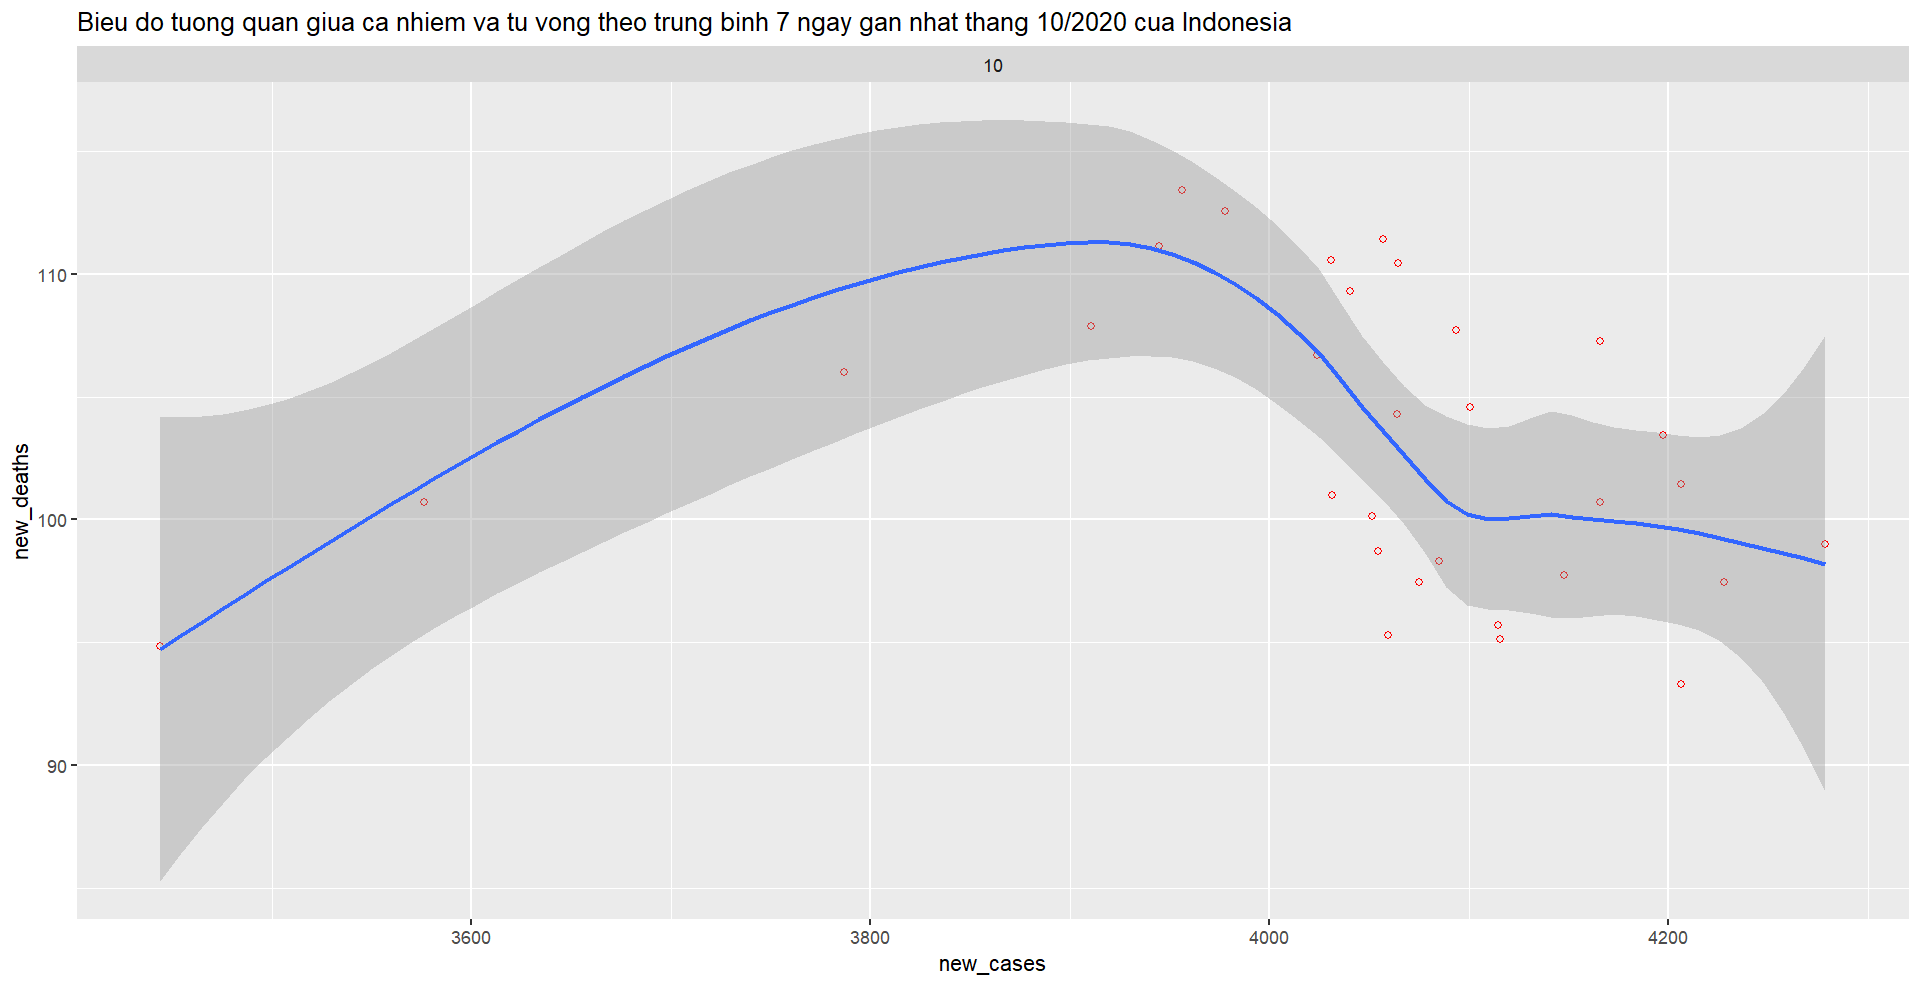 Bieu do tuong quan giua ca nhiem va tu vong theo trung binh 7 ngay gan nhat thang 10/2020 cua Indonesia
10
110
100
90
new_deaths
3600 3800 4000 4200
new_cases